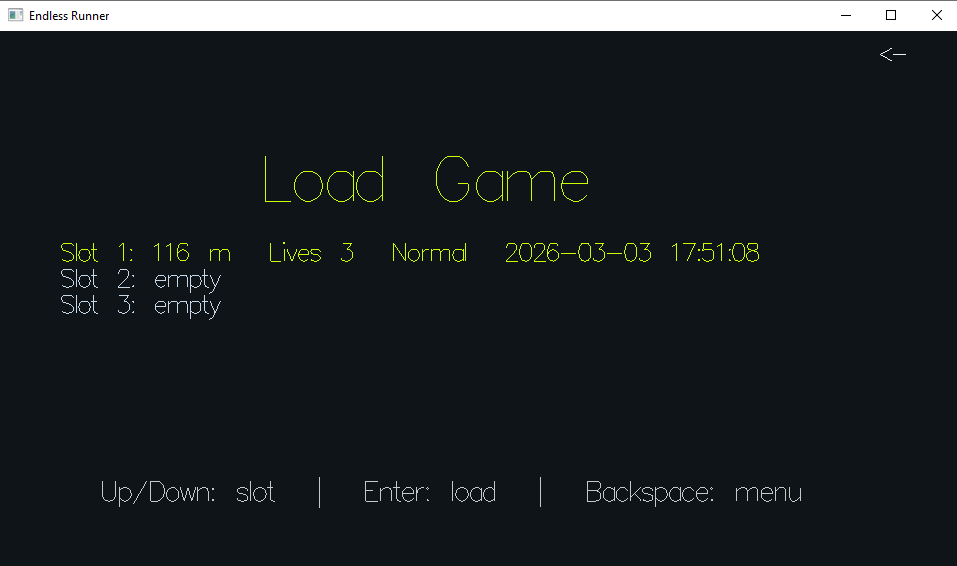 Endless Runner
<-
Load Game
Slot 1: 116 m Lives 3 Normal 2026-03-03 17:51:08
Slot 2: empty
Slot 3: empty
Up/Down: slot | Enter: load | Backspace: menu